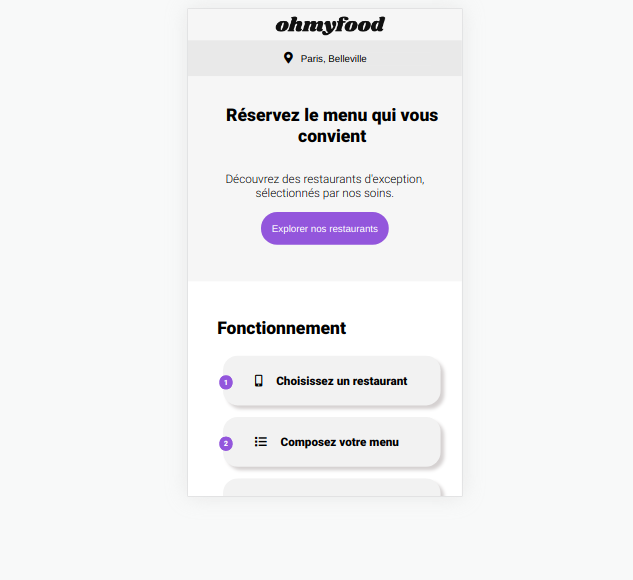 ohmyfood
Paris, Belleville
Réservez le menu qui vous
convient
Découvrez des restaurants d'exception,
sélectionnés par nos soins.
Explorer nos restaurants
Fonctionnement
1 Choisissez un restaurant
2 Composez votre menu